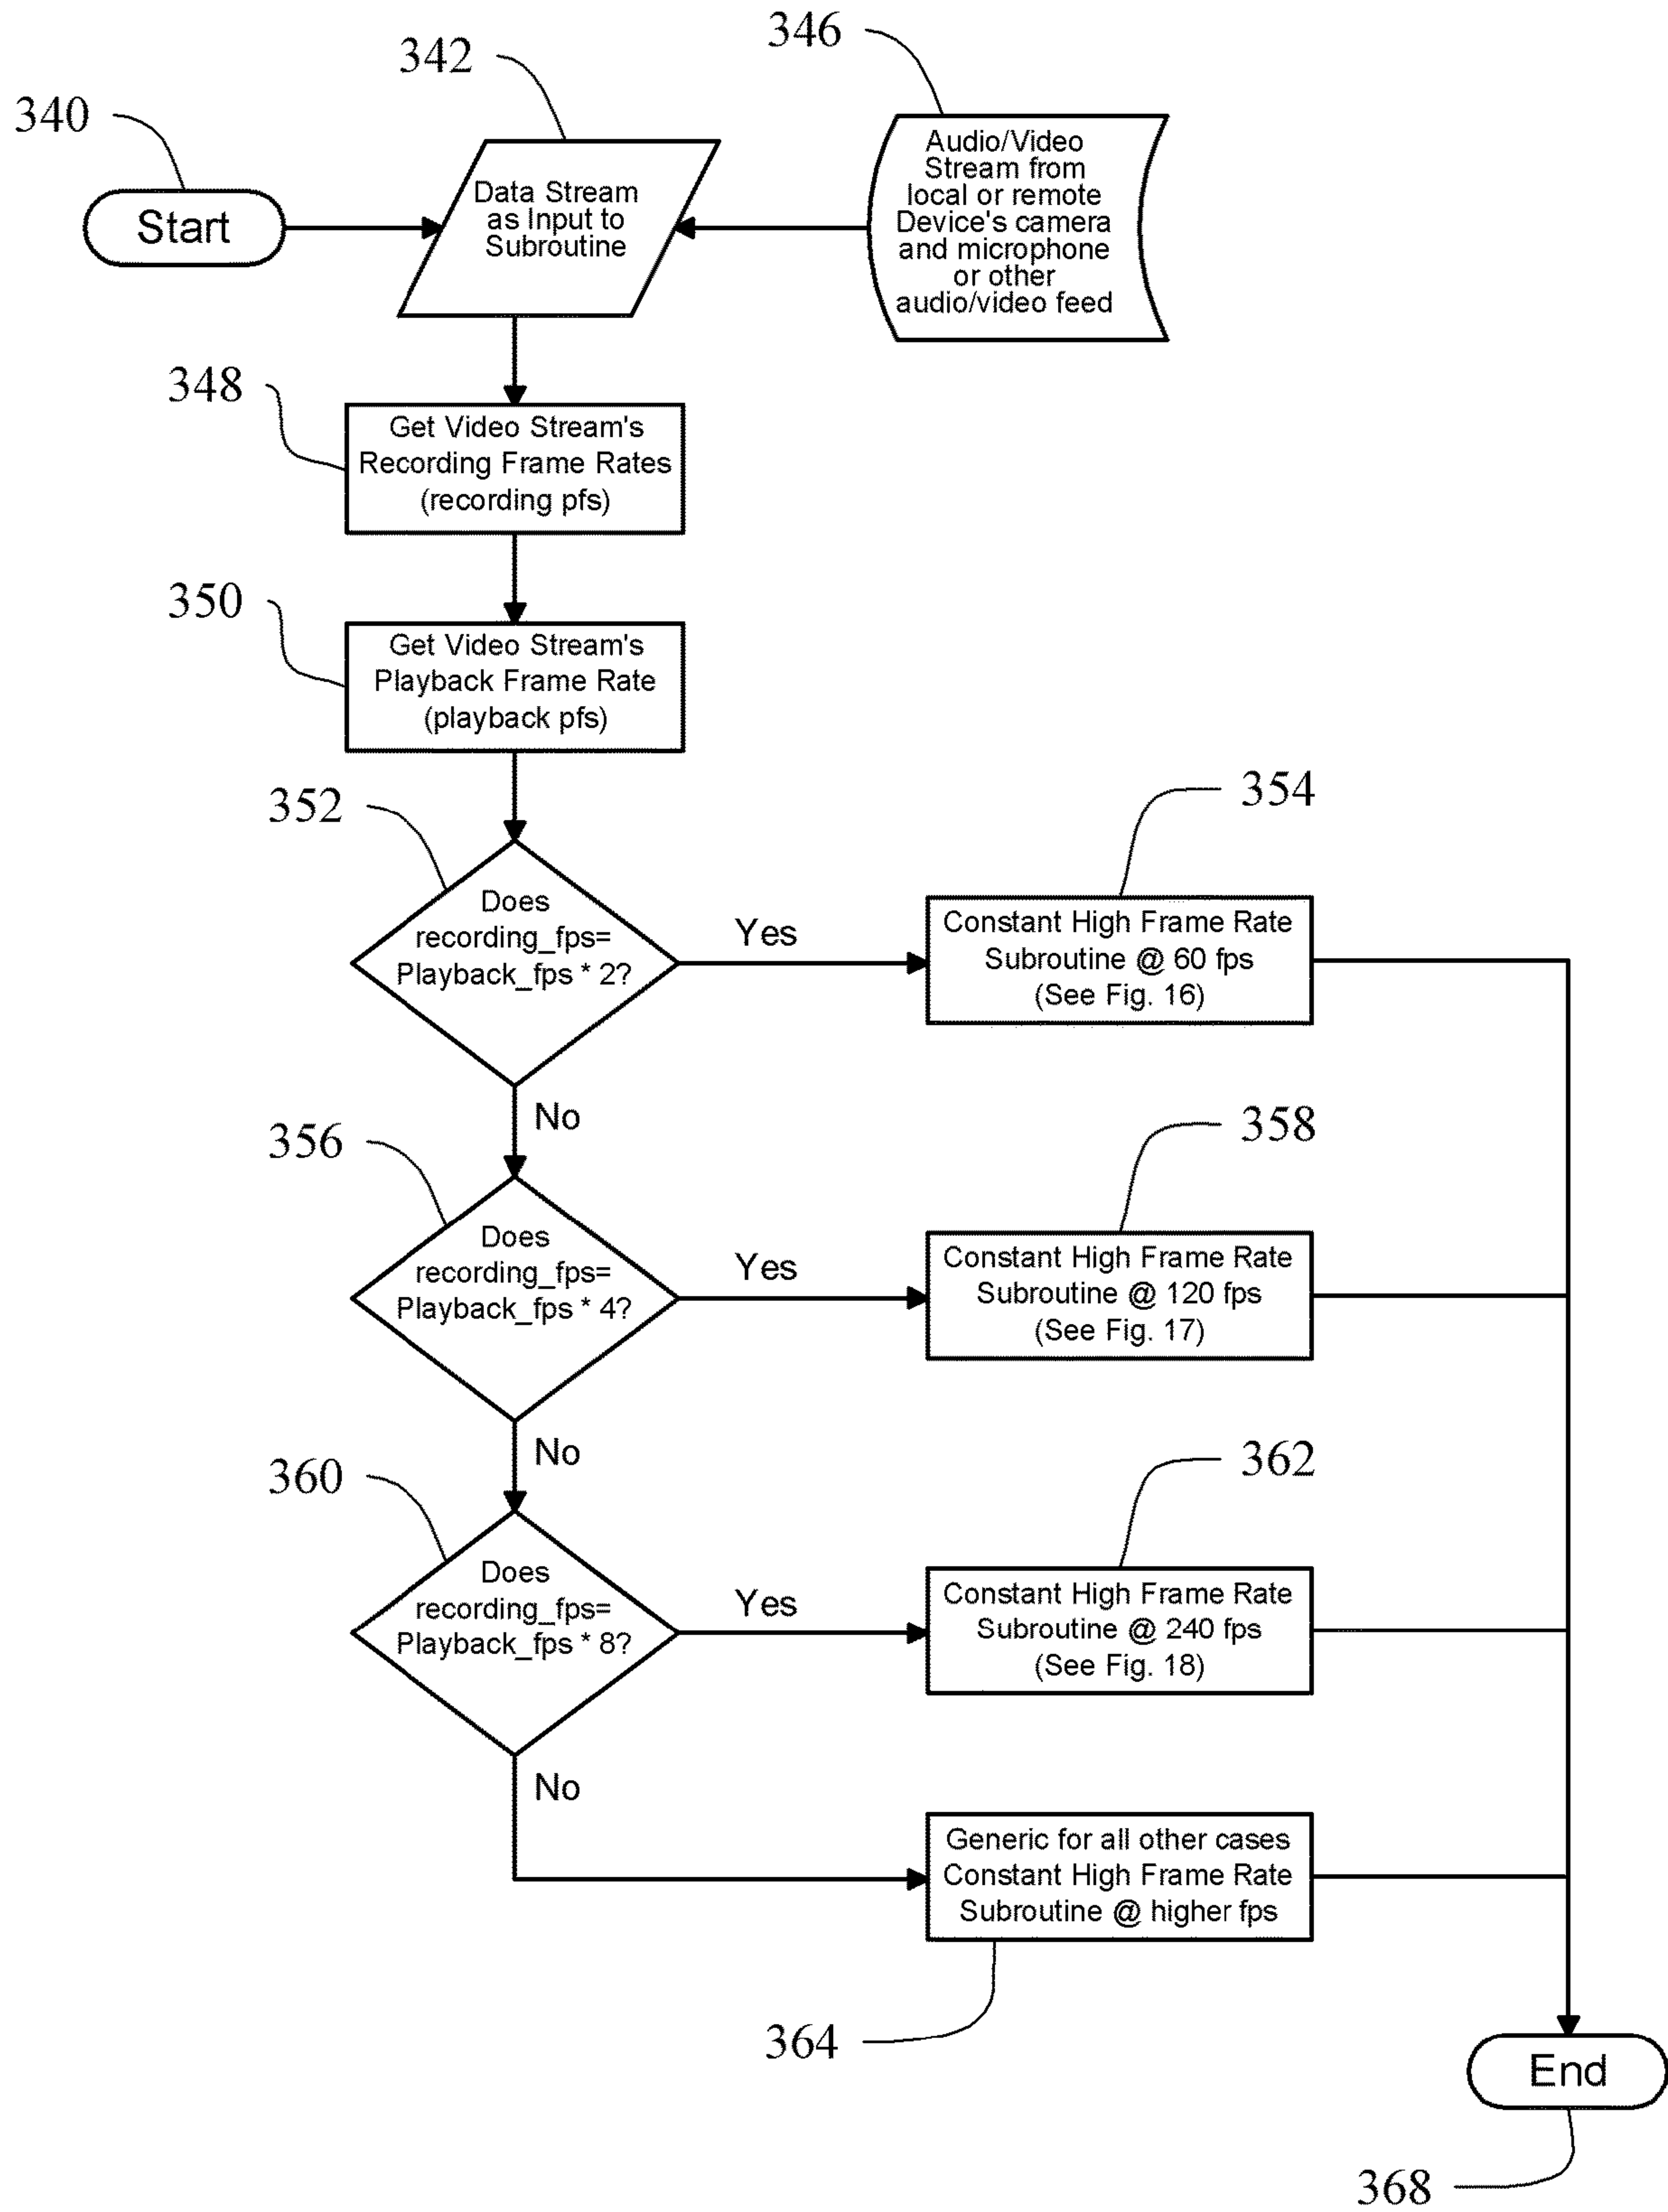 346
342
340
Start
Data Stream
as Input to
Subroutine
Audio/Video
Stream from
local or remote
Device's camera
and microphone
or other
audio/video feed
348
Get Video Stream's
Recording Frame Rates
(recording pfs)
350
Get Video Stream's
Playback Frame Rate
(playback pfs)
352
Does
recording_fps=
Playback_fps * 2?
Yes
354
Constant High Frame Rate
Subroutine @ 60 fps
(See Fig. 16)
No
356
Does
recording_fps=
Playback_fps * 4?
Yes
358
Constant High Frame Rate
Subroutine @ 120 fps
(See Fig. 17)
No
360
Does
recording_fps=
Playback_fps * 8?
Yes
362
Constant High Frame Rate
Subroutine @ 240 fps
(See Fig. 18)
No
Generic for all other cases
Constant High Frame Rate
Subroutine @ higher fps
364
End
368